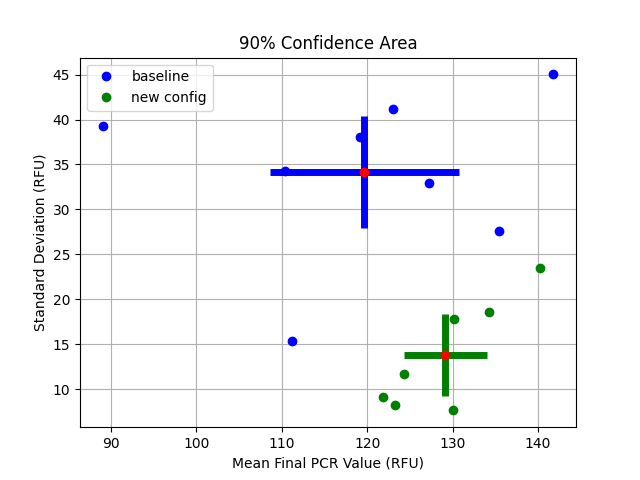 90% Confidence Area
baseline
new config
Standard Deviation (RFU)
45
40
35
30
25
20
15
10
90 100 110 120 130 140
Mean Final PCR Value (RFU)